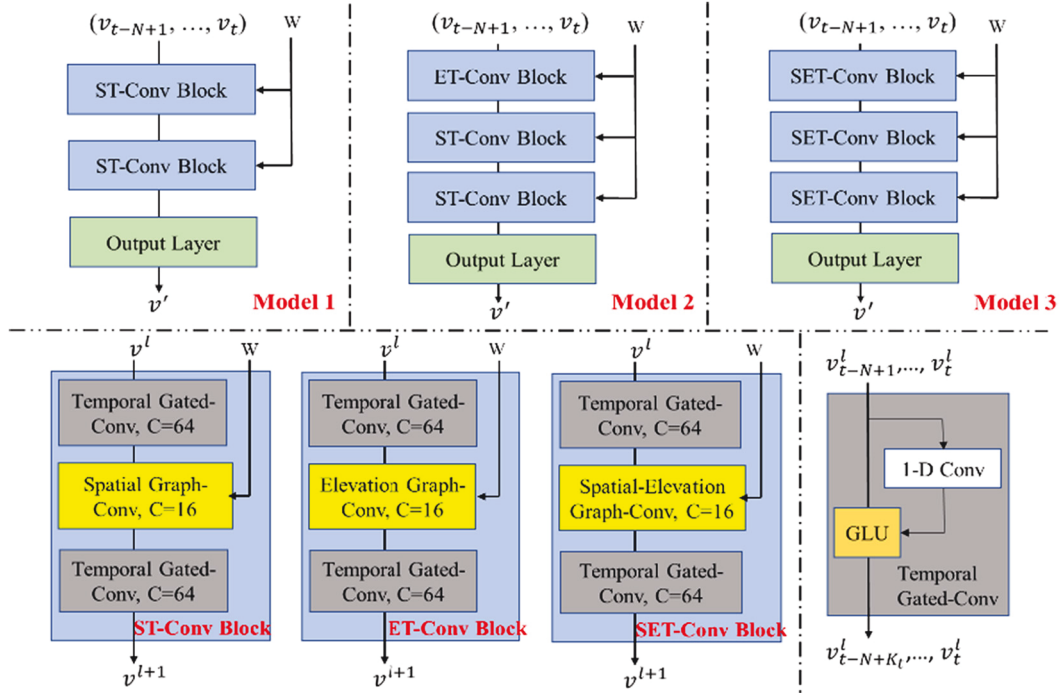 (v_{t-N+1}, ..., v_t)
W
ST-Conv Block
ST-Conv Block
Output Layer
v′
Model 1
(v_{t-N+1}, ..., v_t)
W
ET-Conv Block
ST-Conv Block
ST-Conv Block
Output Layer
v′
Model 2
(v_{t-N+1}, ..., v_t)
W
SET-Conv Block
SET-Conv Block
SET-Conv Block
Output Layer
v′
Model 3
v^l
W
Temporal Gated-
Conv, C=64
Spatial Graph-
Conv, C=16
Temporal Gated-
Conv, C=64
ST-Conv Block
v^{l+1}
v^l
W
Temporal Gated-
Conv, C=64
Elevation Graph-
Conv, C=16
Temporal Gated-
Conv, C=64
ET-Conv Block
v^{l+1}
v^l
W
Temporal Gated-
Conv, C=64
Spatial-Elevation
Graph-Conv, C=16
Temporal Gated-
Conv, C=64
SET-Conv Block
v^{l+1}
v^l_{t-N+1},..., v^l_t
1-D Conv
GLU
Temporal
Gated-Conv
v^l_{t-N+K_t},..., v^l_t